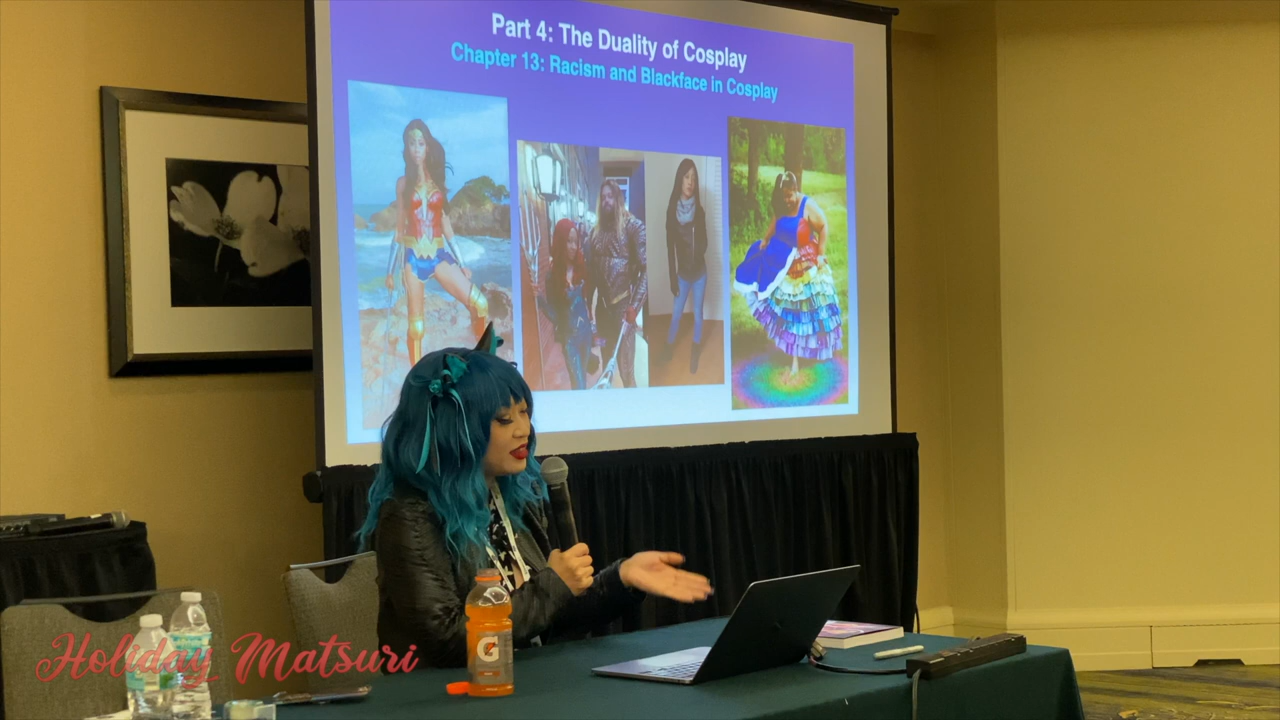 Part 4: The Duality of Cosplay
Chapter 13: Racism and Blackface in Cosplay
G
Holiday Matsuri